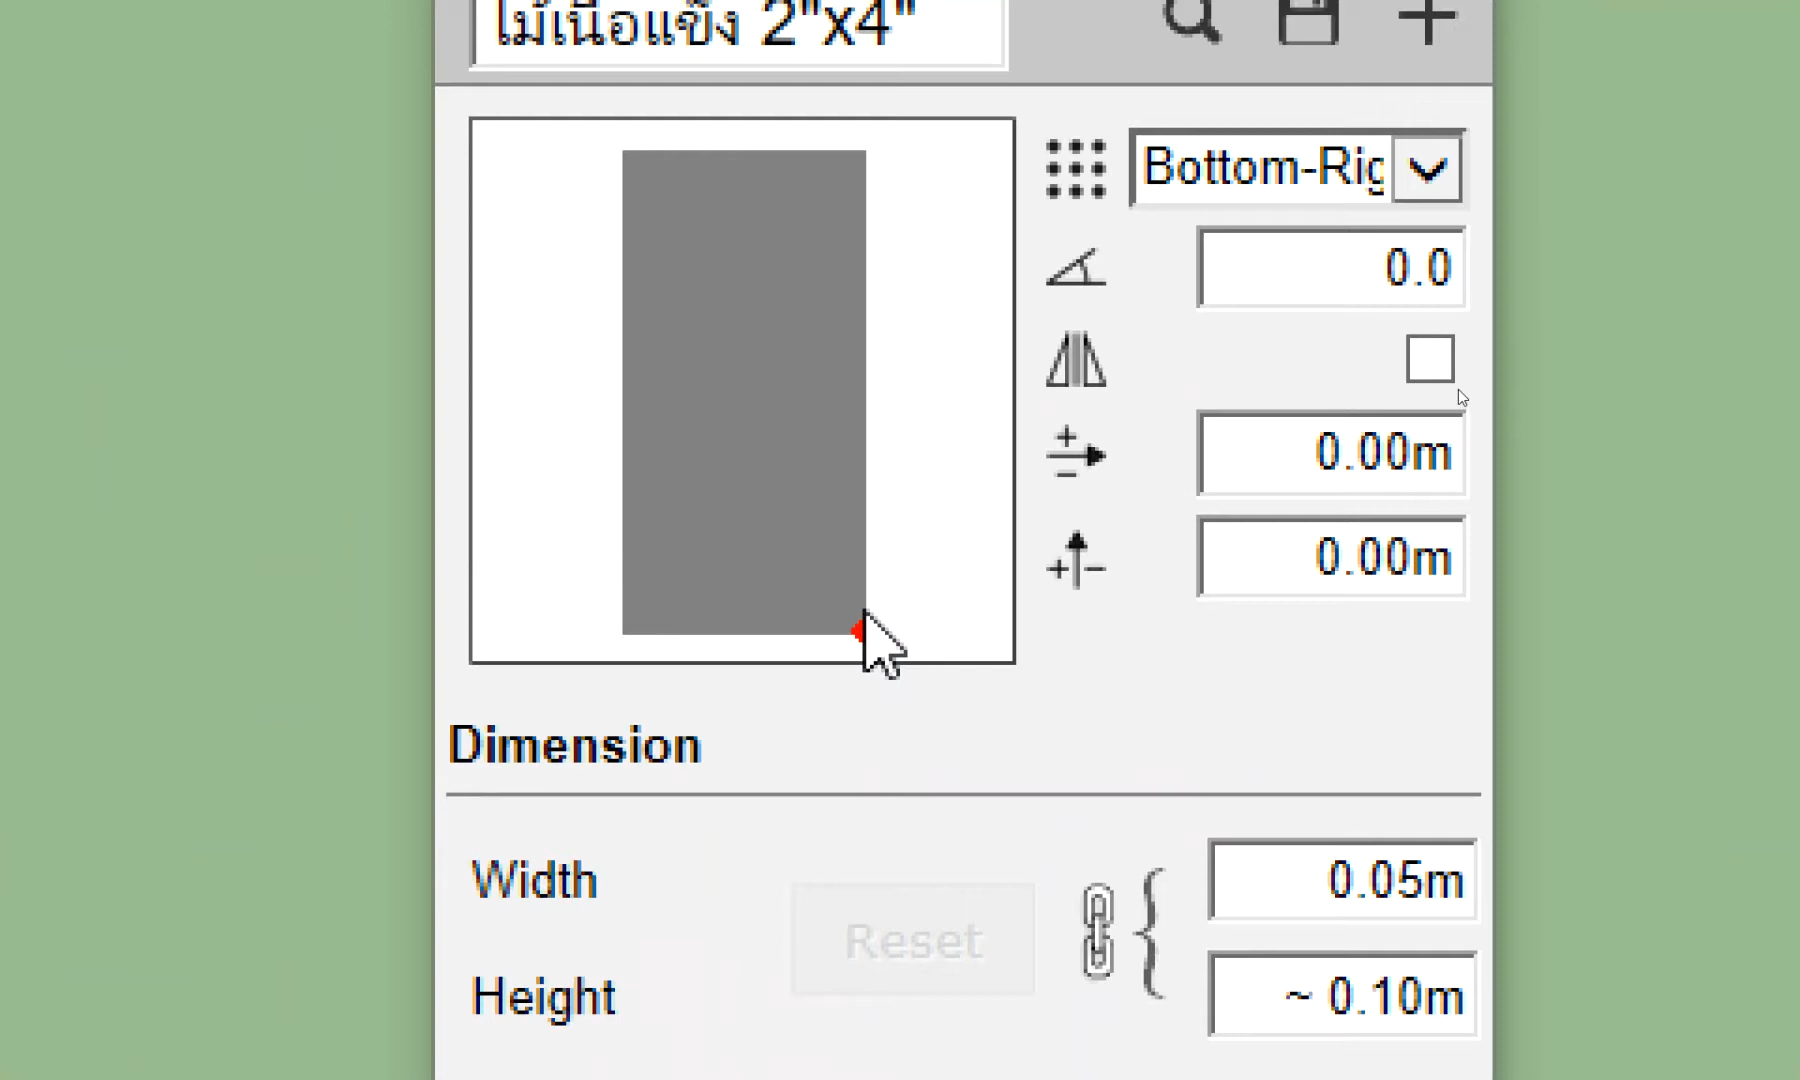 ไม้เนื้อแข็ง 2"x4"
Bottom-Rig
0.0
0.00m
0.00m
Dimension
Width
0.05m
Reset
Height
~ 0.10m